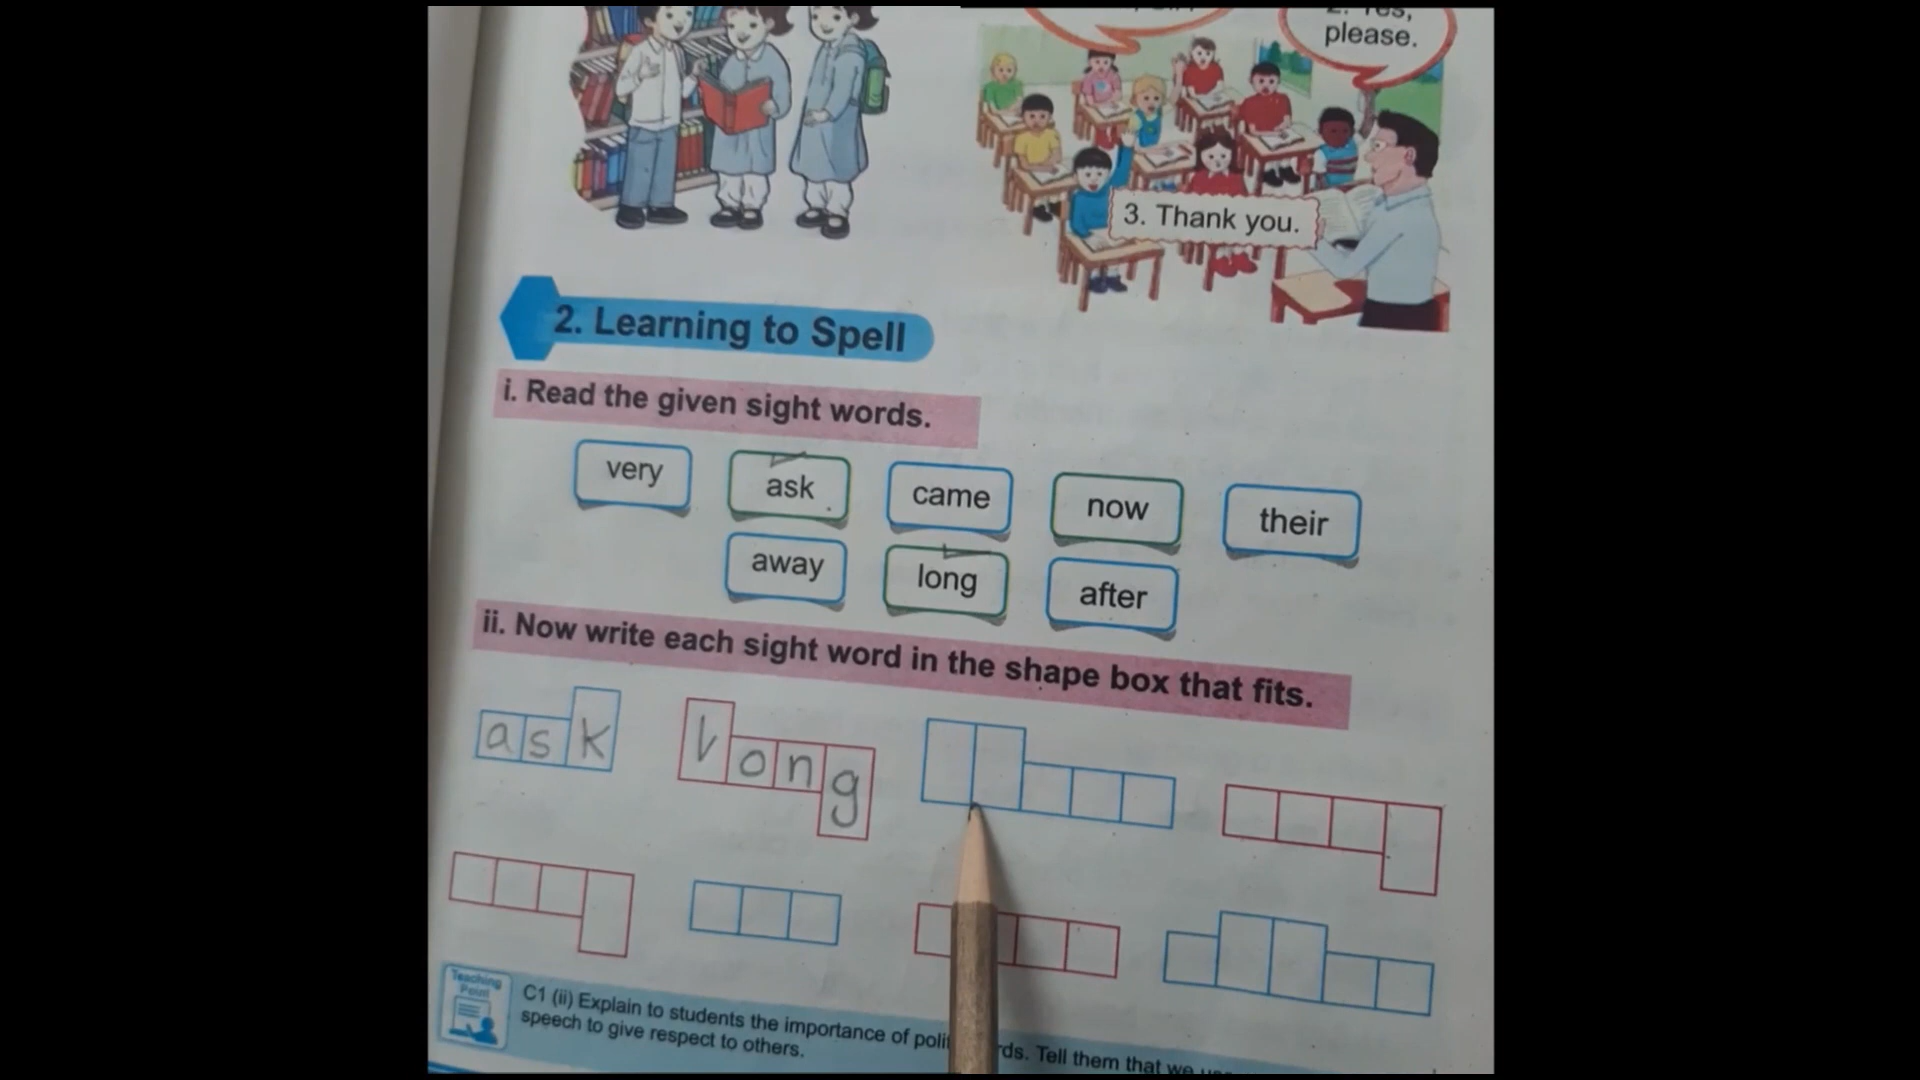 please.
3. Thank you.
2. Learning to Spell
i. Read the given sight words.
very ask came now their
away long after
ii. Now write each sight word in the shape box that fits.
ask long
Teaching
Point
C1 (ii) Explain to students the importance of Tell them that we
speech to give respect to others.